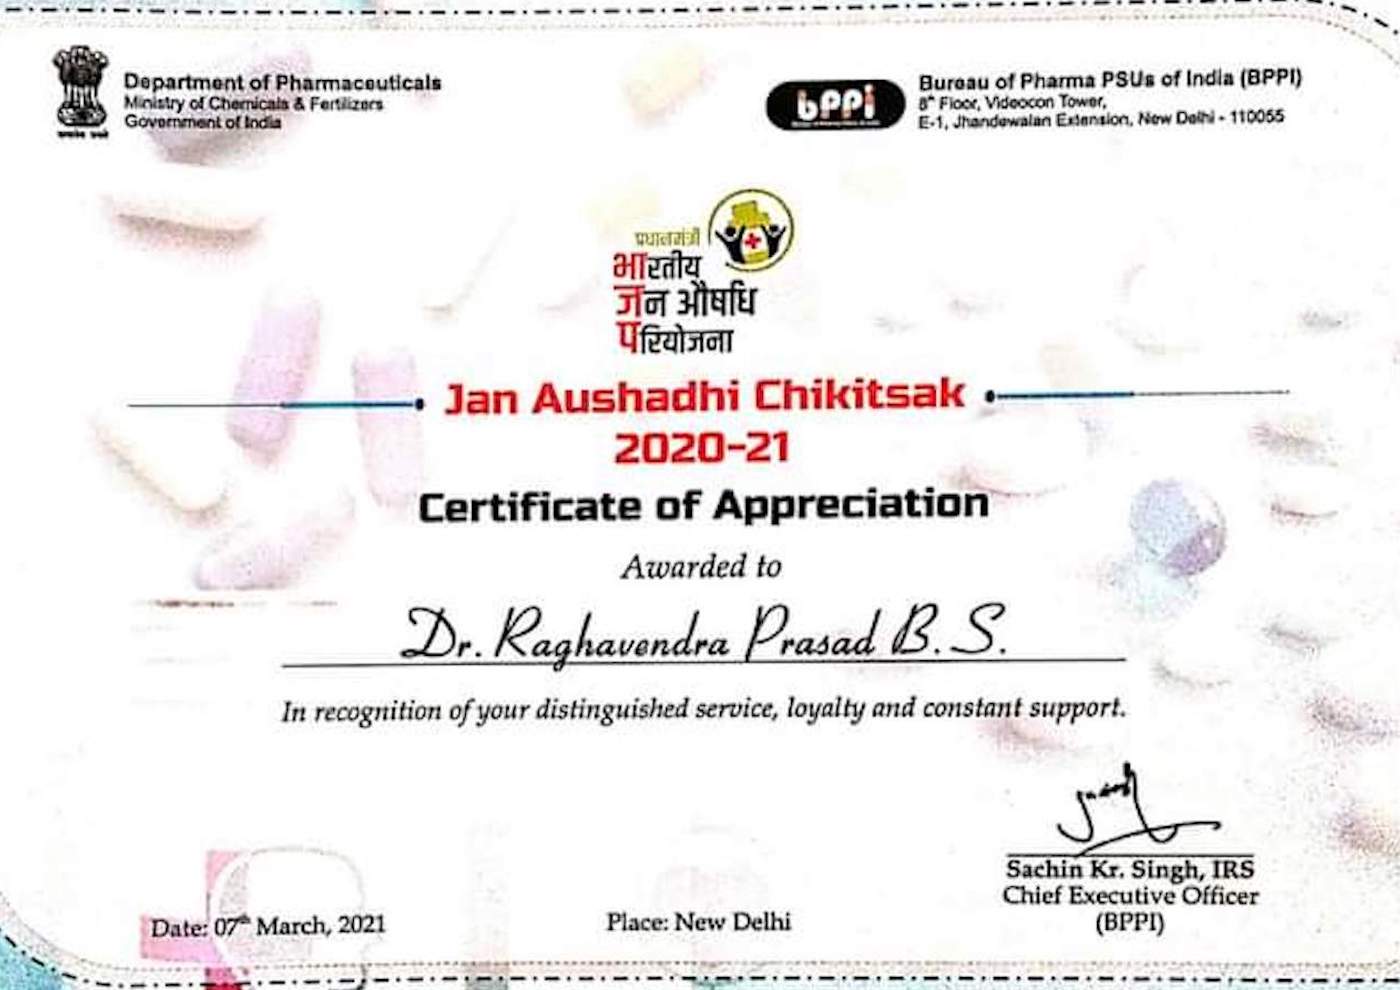 Department of Pharmaceuticals
Ministry of Chemicals & Fertilizers
Government of India
bPPi
Bureau of Pharma PSUs of India (BPPI)
8th Floor, Videocon Tower,
E-1, Jhandewalan Extension, New Delhi - 110055
प्रधानमंत्री
भारतीय
जन औषधि
परियोजना
Jan Aushadhi Chikitsak
2020-21
Certificate of Appreciation
Awarded to
Dr. Raghavendra Prasad B. S.
In recognition of your distinguished service, loyalty and constant support.
Sachin Kr. Singh, IRS
Chief Executive Officer
(BPPI)
Date: 07th March, 2021
Place: New Delhi